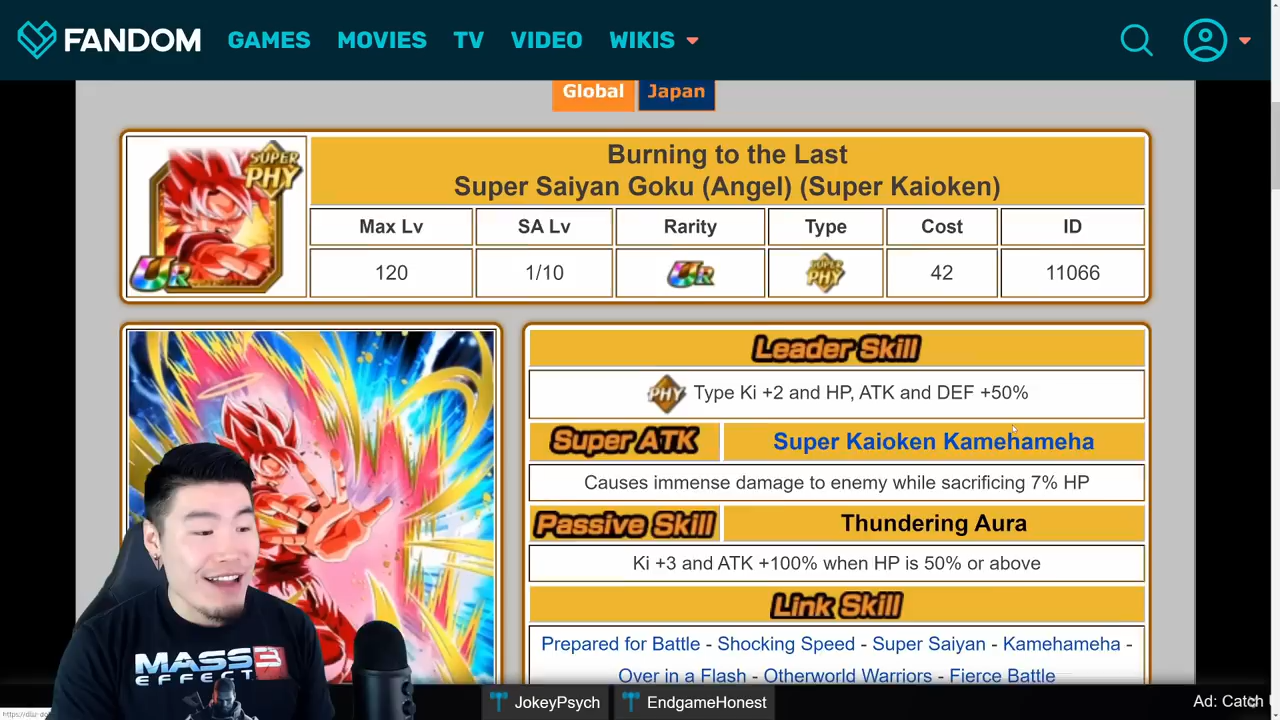 FANDOM GAMES MOVIES TV VIDEO WIKIS
Global Japan
SUPER PHY
UR
Burning to the Last
Super Saiyan Goku (Angel) (Super Kaioken)
Max Lv SA Lv Rarity Type Cost ID
120 1/10 UR SUPER PHY 42 11066
Leader Skill
PHY Type Ki +2 and HP, ATK and DEF +50%
Super ATK Super Kaioken Kamehameha
Causes immense damage to enemy while sacrificing 7% HP
Passive Skill Thundering Aura
Ki +3 and ATK +100% when HP is 50% or above
Link Skill
Prepared for Battle - Shocking Speed - Super Saiyan - Kamehameha -
Over in a Flash - Otherworld Warriors - Fierce Battle
MASS EFFECT 3
JokeyPsych EndgameHonest Ad: Catch